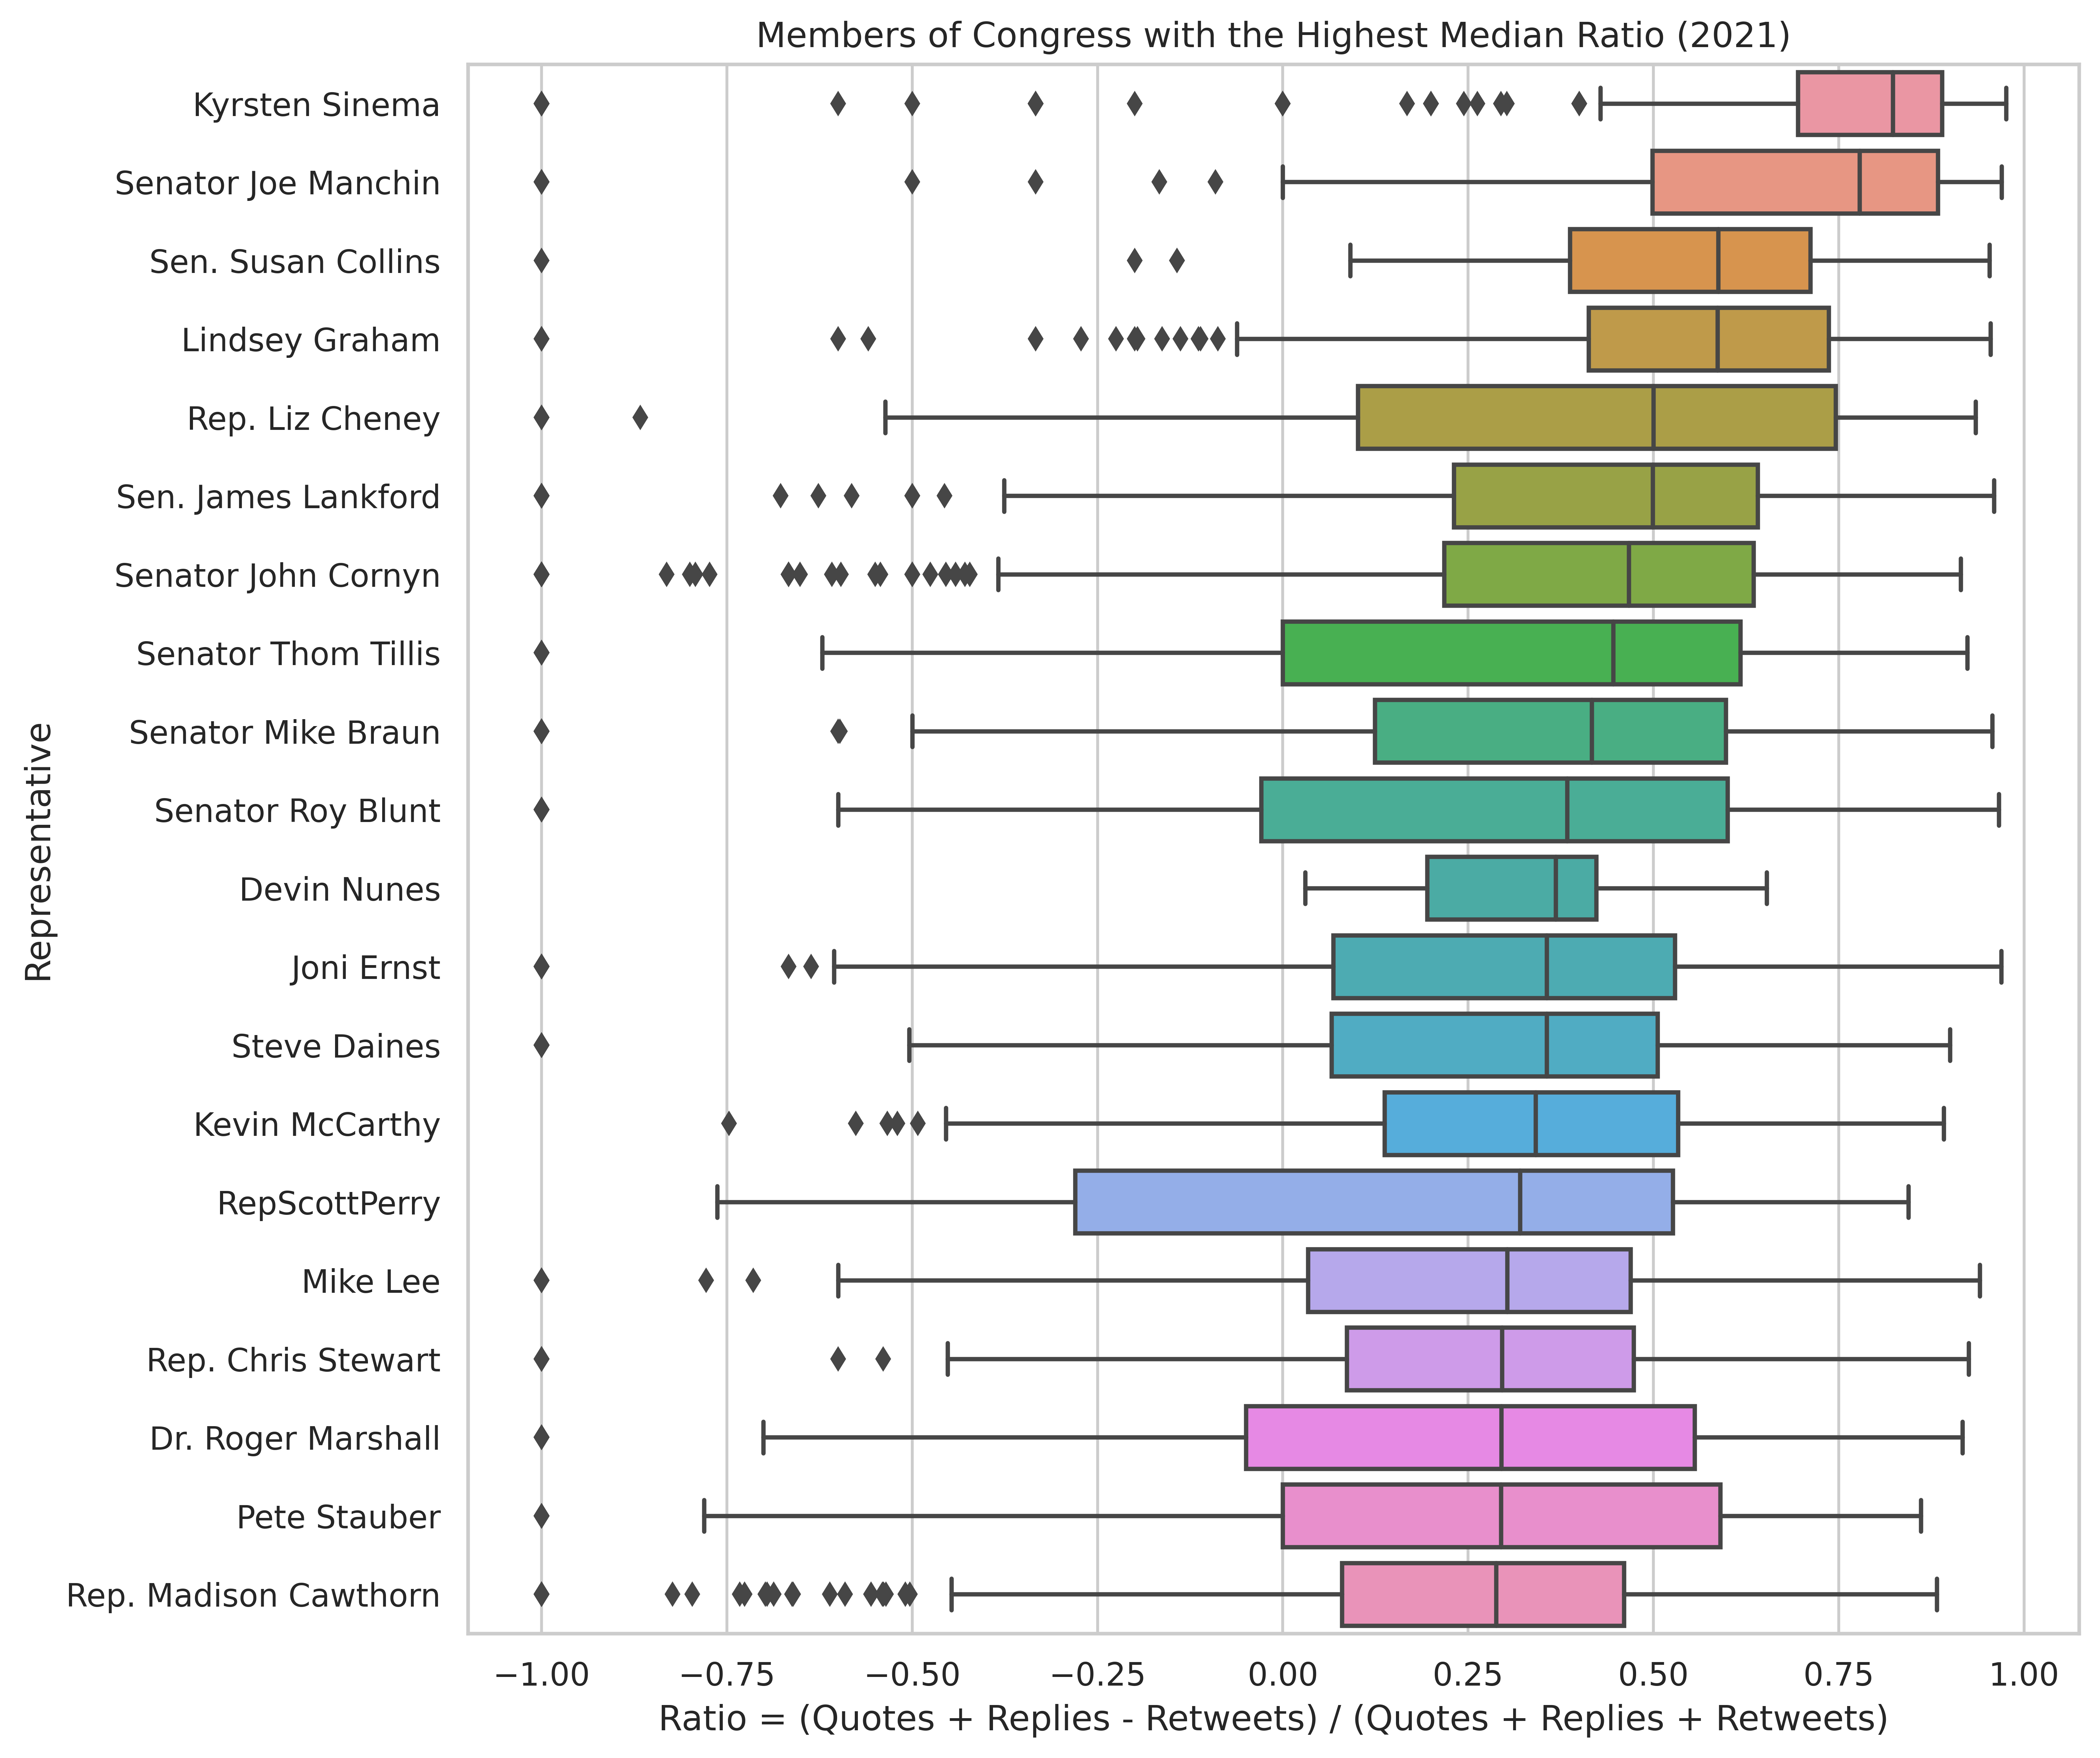 Members of Congress with the Highest Median Ratio (2021)
Representative
Kyrsten Sinema
Senator Joe Manchin
Sen. Susan Collins
Lindsey Graham
Rep. Liz Cheney
Sen. James Lankford
Senator John Cornyn
Senator Thom Tillis
Senator Mike Braun
Senator Roy Blunt
Devin Nunes
Joni Ernst
Steve Daines
Kevin McCarthy
RepScottPerry
Mike Lee
Rep. Chris Stewart
Dr. Roger Marshall
Pete Stauber
Rep. Madison Cawthorn
−1.00 −0.75 −0.50 −0.25 0.00 0.25 0.50 0.75 1.00
Ratio = (Quotes + Replies - Retweets) / (Quotes + Replies + Retweets)